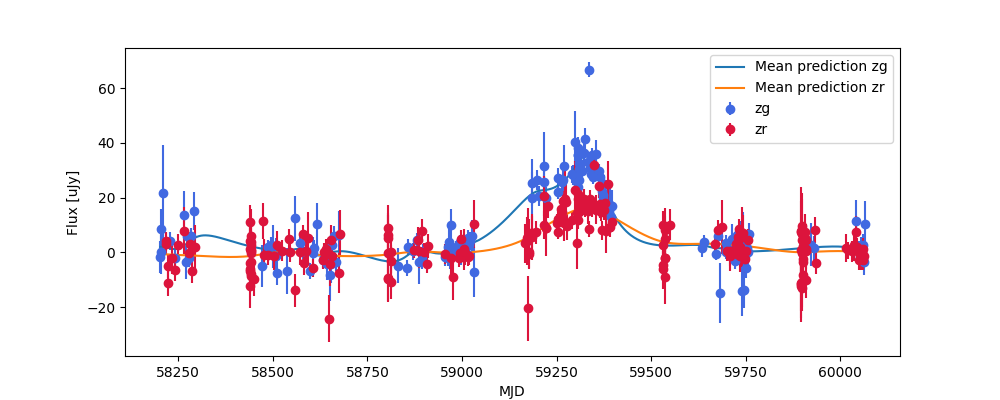 Flux [uJy]
60
40
20
0
−20
58250
58500
58750
59000
59250
59500
59750
60000
MJD
Mean prediction zg
Mean prediction zr
zg
zr